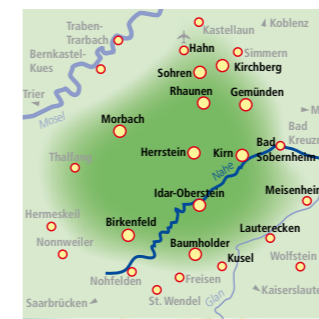 Koblenz
Traben-
Trarbach
Kastellaun
Hahn
Simmern
Bernkastel-
Kues
Sohren
Kirchberg
Trier
Rhaunen
Gemünden
Mosel
Morbach
Bad
Kreuzn
Bad
Sobernheim
Herrstein
Kirn
Thalfang
Nahe
Idar-Oberstein
Meisenheim
Hermeskeil
Birkenfeld
Lauterecken
Nonnweiler
Baumholder
Wolfstein
Kusel
Nohfelden
Freisen
Glan
St. Wendel
Kaiserslaute
Saarbrücken